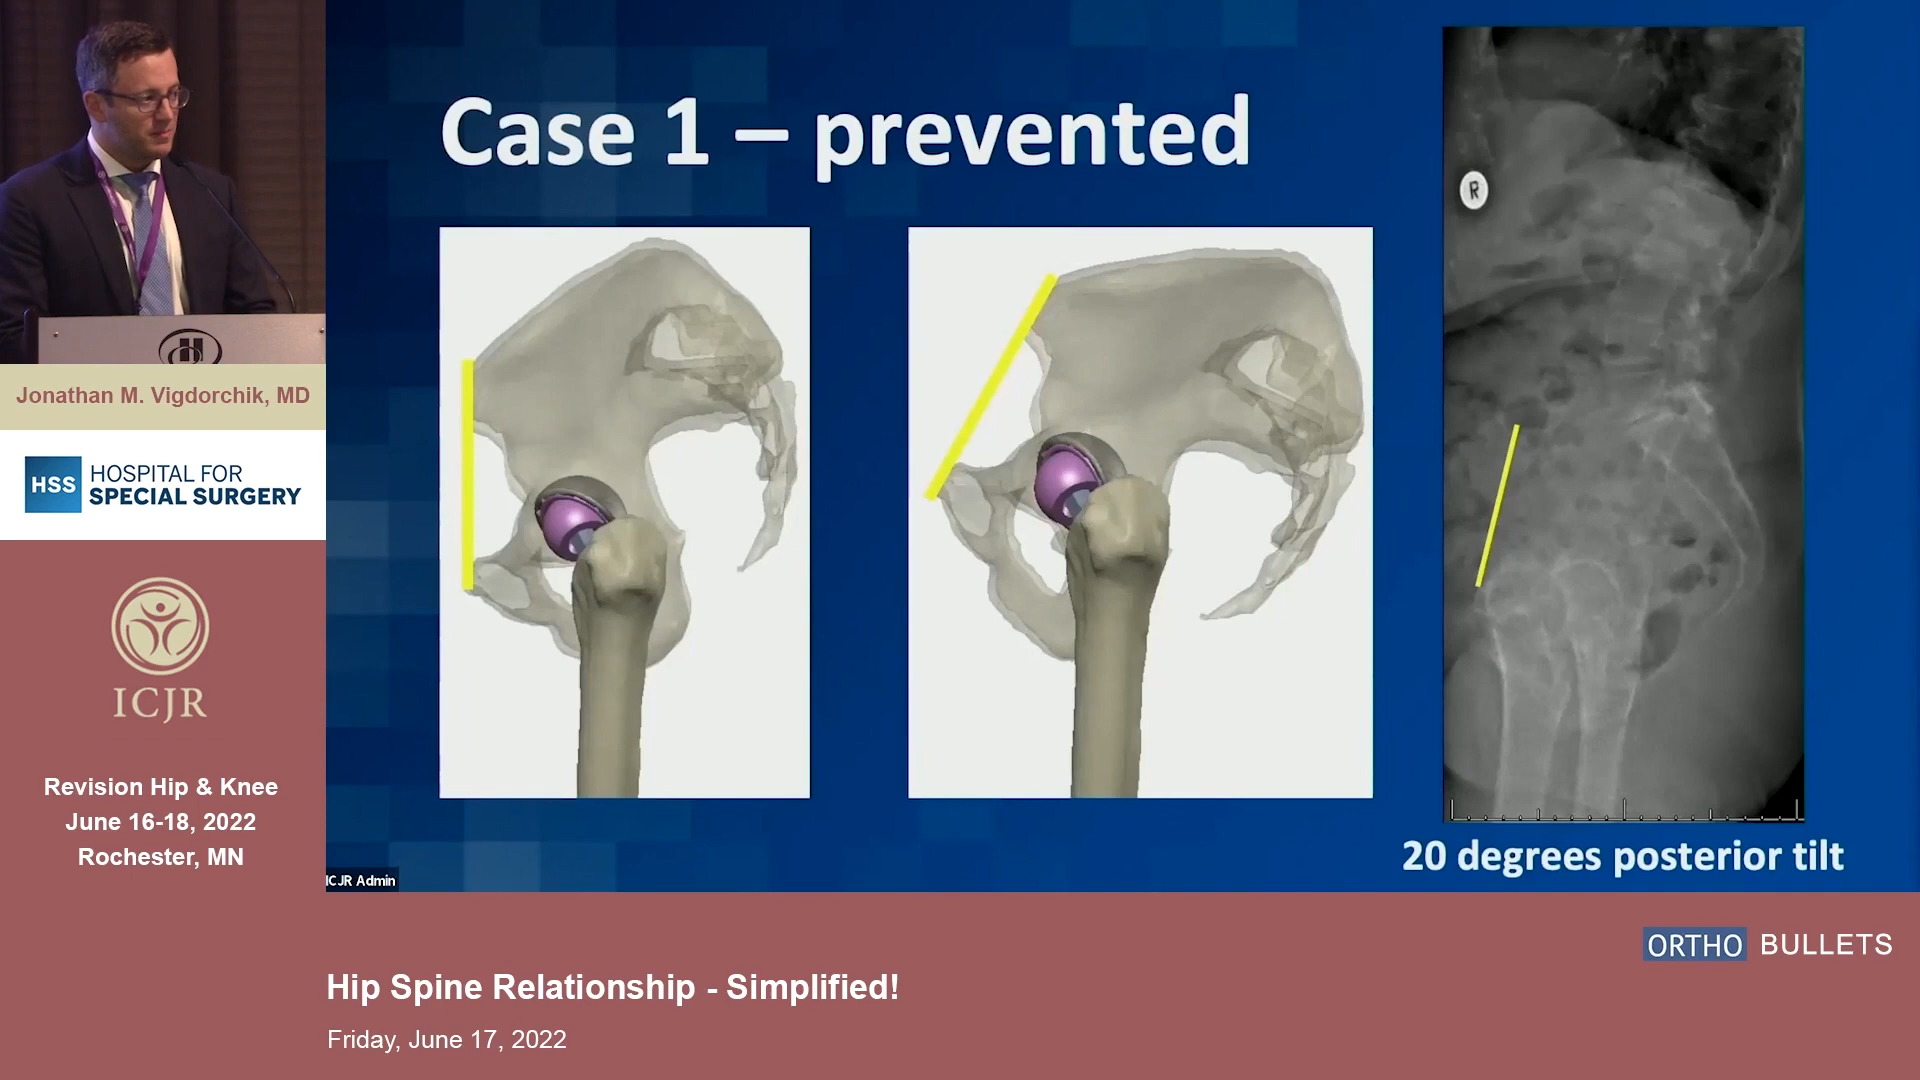 Case 1 – prevented
R
Jonathan M. Vigdorchik, MD
HSS
HOSPITAL FOR
SPECIAL SURGERY
ICJR
Revision Hip & Knee
June 16-18, 2022
Rochester, MN
20 degrees posterior tilt
ICJR Admin
ORTHO BULLETS
Hip Spine Relationship - Simplified!
Friday, June 17, 2022